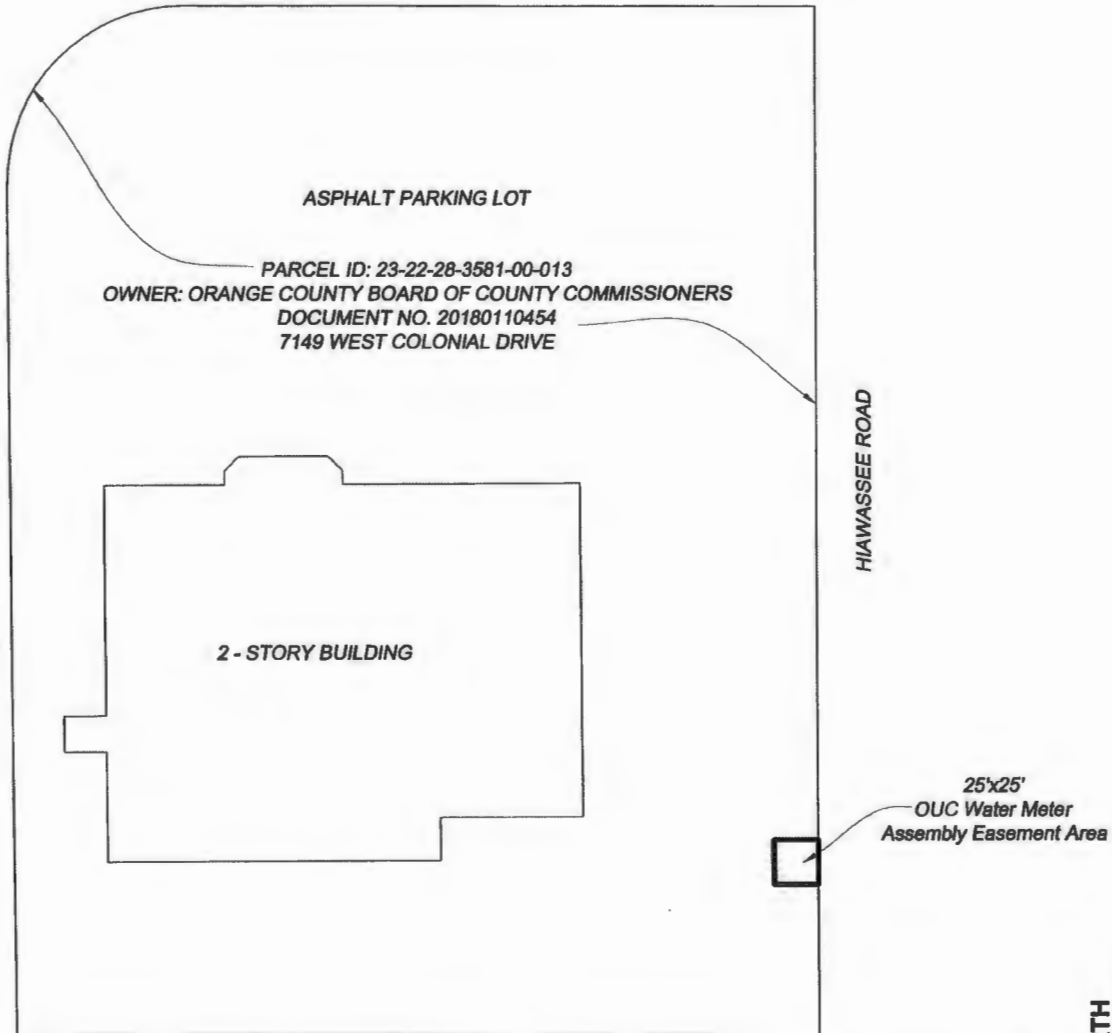 ASPHALT PARKING LOT
PARCEL ID: 23-22-28-3581-00-013
OWNER: ORANGE COUNTY BOARD OF COUNTY COMMISSIONERS
DOCUMENT NO. 20180110454
7149 WEST COLONIAL DRIVE
HIAWASSEE ROAD
2 - STORY BUILDING
25'x25'
OUC Water Meter
Assembly Easement Area
TH